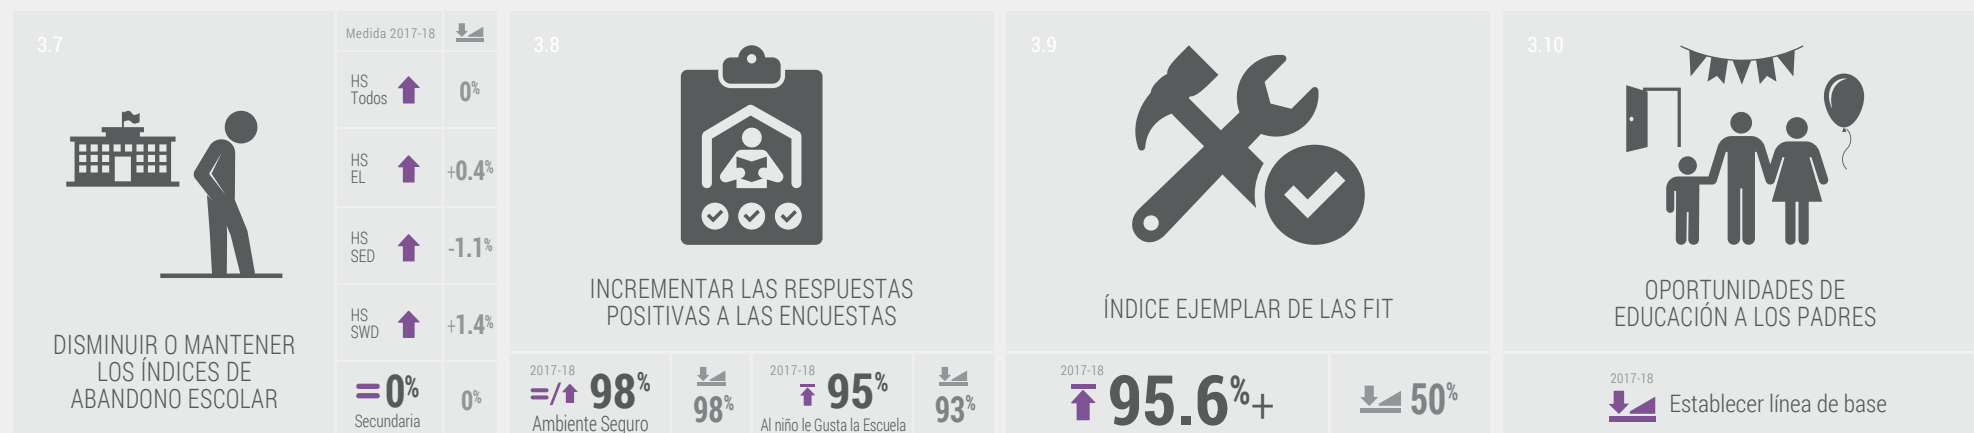 3.7
DISMINUIR O MANTENER
LOS ÍNDICES DE
ABANDONO ESCOLAR
Medida 2017-18
HS
Todos
0%
HS
EL
+0.4%
HS
SED
-1.1%
HS
SWD
+1.4%
=0%
Secundaria
0%
3.8
INCREMENTAR LAS RESPUESTAS
POSITIVAS A LAS ENCUESTAS
2017-18
=/ 98%
Ambiente Seguro
98%
2017-18
95%
Al niño le Gusta la Escuela
93%
3.9
ÍNDICE EJEMPLAR DE LAS FIT
2017-18
95.6%+
50%
3.10
OPORTUNIDADES DE
EDUCACIÓN A LOS PADRES
2017-18
Establecer línea de base